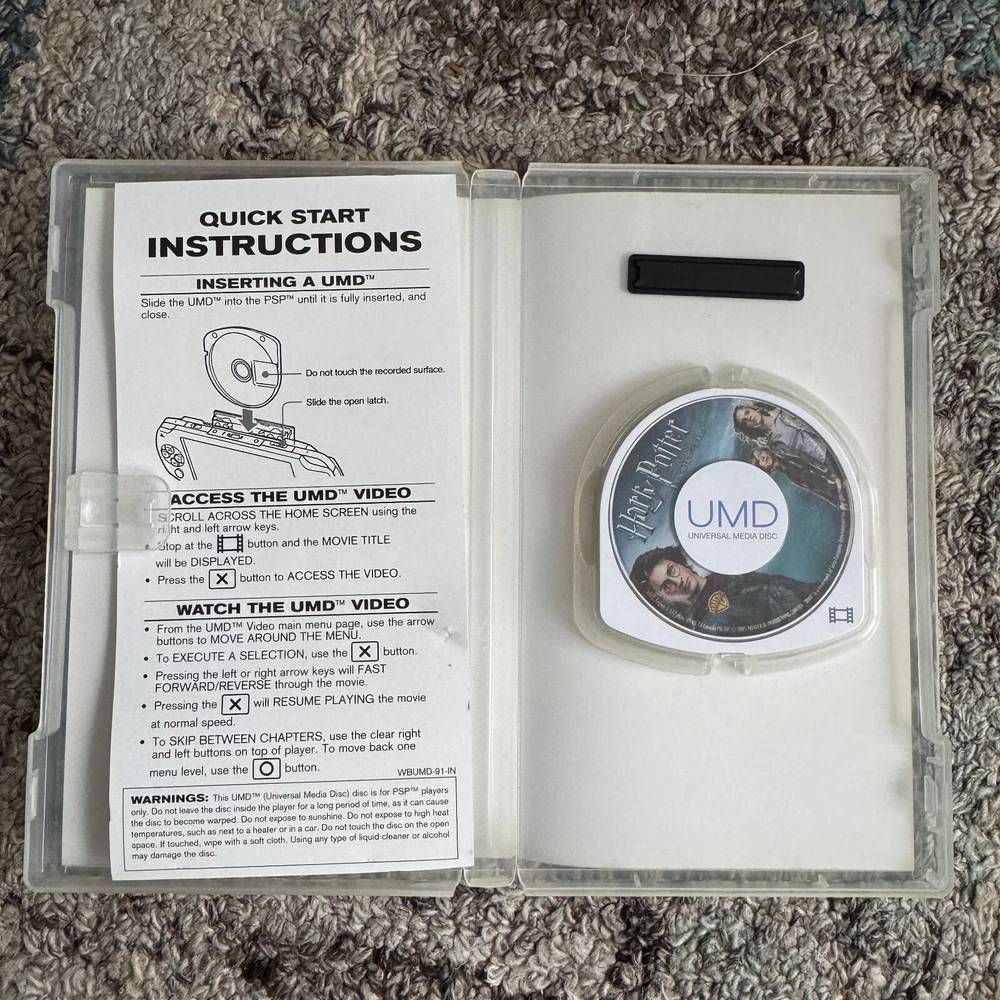 QUICK START
INSTRUCTIONS
INSERTING A UMD™
Slide the UMD™ into the PSP™ until it is fully inserted, and
close.
Do not touch the recorded surface.
Slide the open latch.
ACCESS THE UMD™ VIDEO
SCROLL ACROSS THE HOME SCREEN using the
right and left arrow keys.
Stop at the button and the MOVIE TITLE
will be DISPLAYED.
• Press the X button to ACCESS THE VIDEO.
WATCH THE UMD™ VIDEO
• From the UMD™ Video main menu page, use the arrow
buttons to MOVE AROUND THE MENU.
• To EXECUTE A SELECTION, use the X button.
• Pressing the left or right arrow keys will FAST
FORWARD/REVERSE through the movie.
• Pressing the X will RESUME PLAYING the movie
at normal speed.
• To SKIP BETWEEN CHAPTERS, use the clear right
and left buttons on top of player. To move back one
menu level, use the O button.
WBUMD-91-IN
WARNINGS: This UMD™ (Universal Media Disc) disc is for PSP™ players
only. Do not leave the disc inside the player for a long period of time, as it can cause
the disc to become warped. Do not expose to sunshine. Do not expose to high heat
temperatures, such as next to a heater or in a car. Do not touch the disc on the open
space. If touched, wipe with a soft cloth. Using any type of liquid cleaner or alcohol
may damage the disc.
Harry Potter
UMD
UNIVERSAL MEDIA DISC
WB